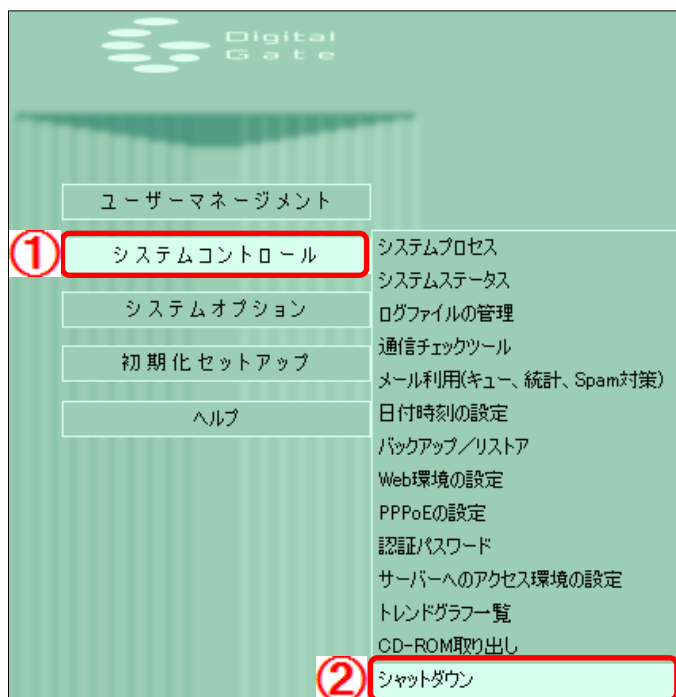 Digital
Gate
ユーザーマネージメント
①
システムコントロール
システムオプション
初期化セットアップ
ヘルプ
システムプロセス
システムステータス
ログファイルの管理
通信チェックツール
メール利用(キュー、統計、Spam対策)
日付時刻の設定
バックアップ／リストア
Web環境の設定
PPPoEの設定
認証パスワード
サーバーへのアクセス環境の設定
トレンドグラフ一覧
CD-ROM取り出し
②
シャットダウン